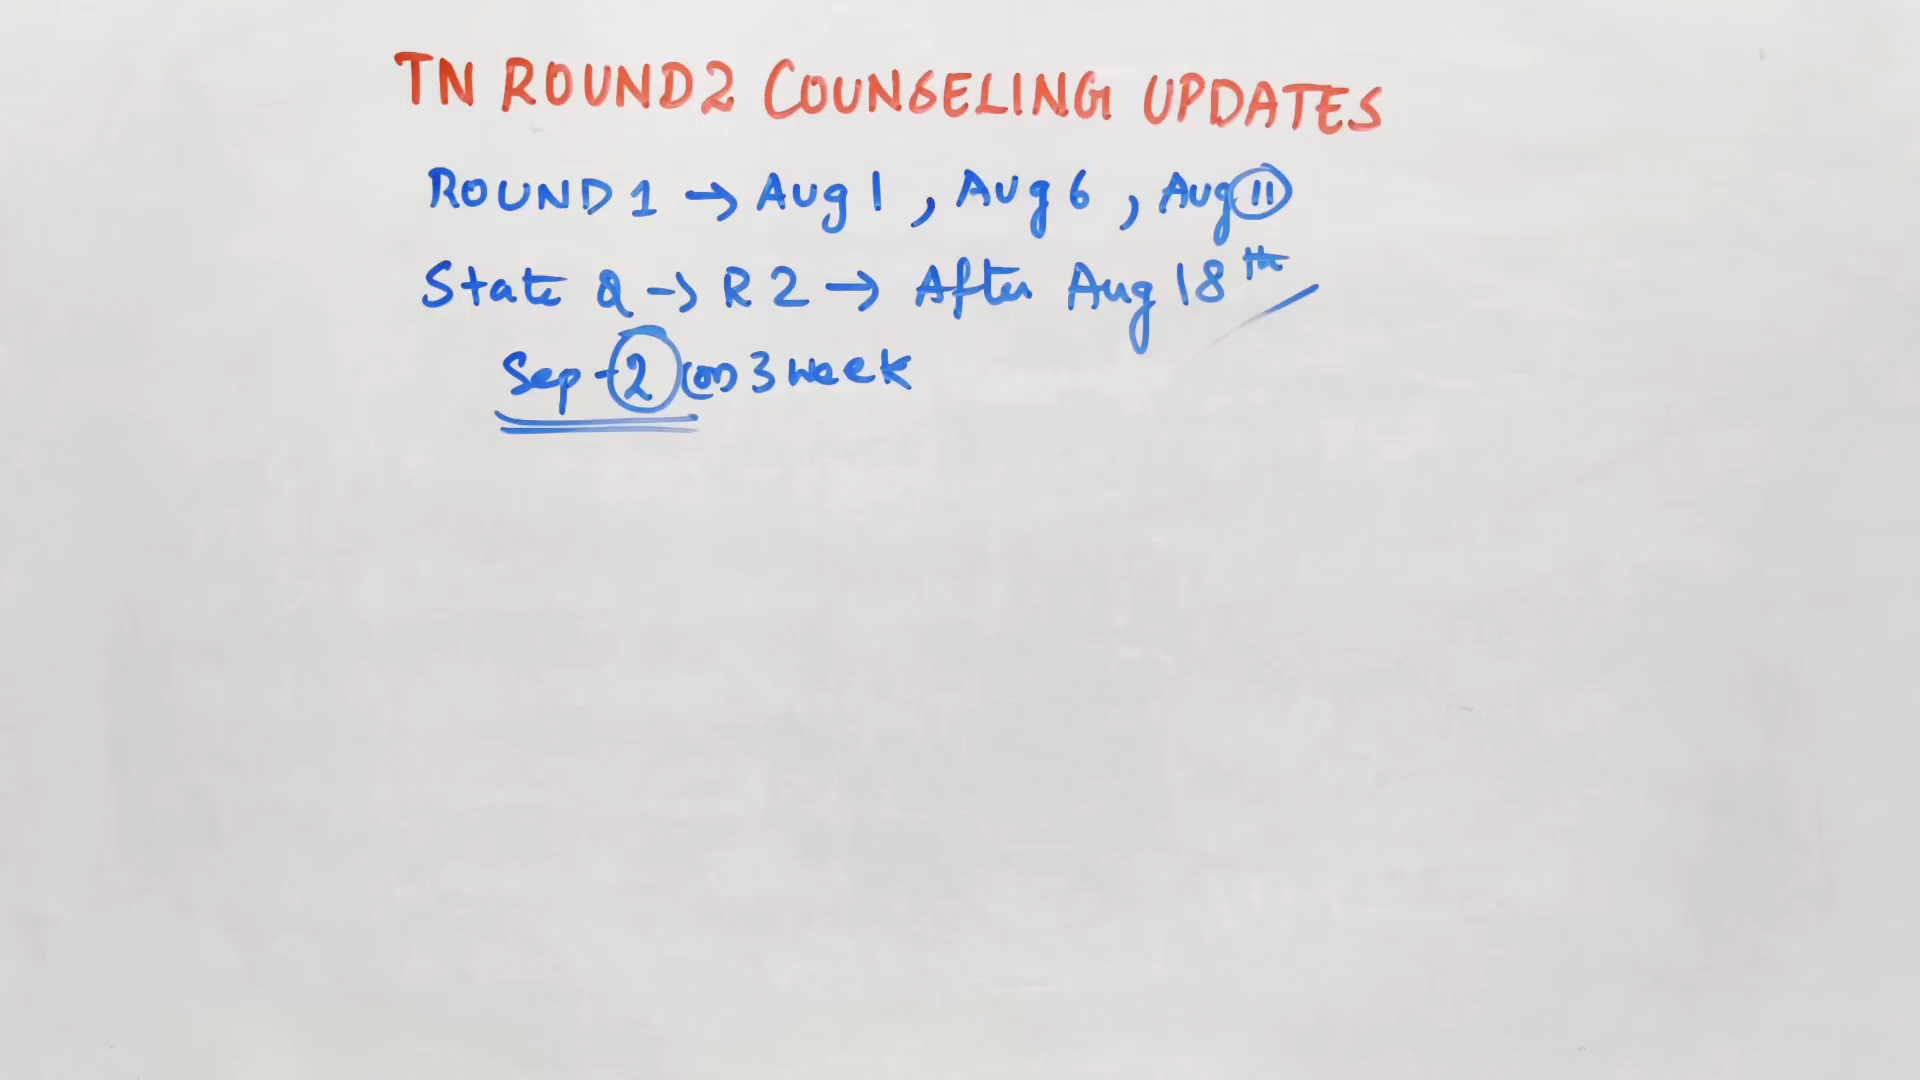 TN ROUND2 COUNSELING UPDATES
ROUND 1 → Aug 1 , Aug 6 , Aug 11
State Q → R 2 → After Aug 18th
Sep - 2 (or) 3 week